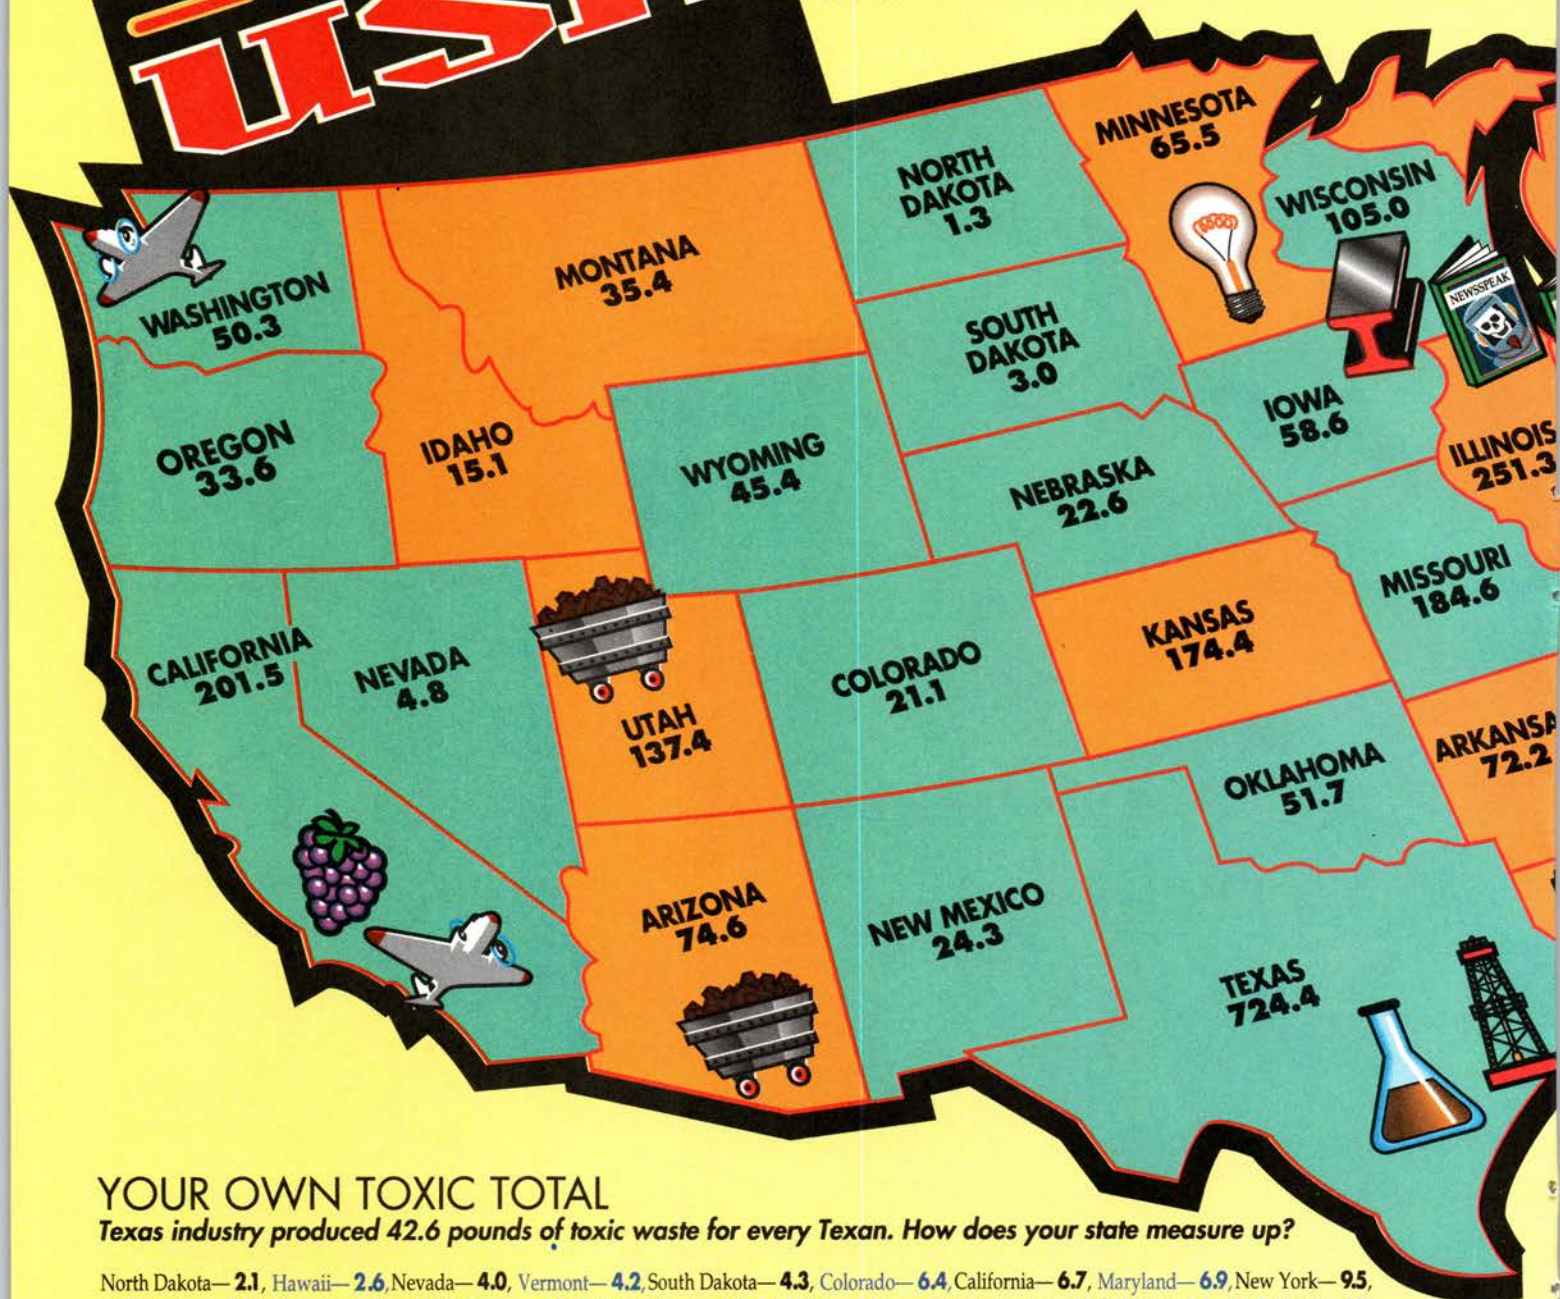 USA
MINNESOTA
65.5
NORTH
DAKOTA
1.3
WISCONSIN
105.0
MONTANA
35.4
WASHINGTON
50.3
NEWSSPEAK
SOUTH
DAKOTA
3.0
IOWA
58.6
OREGON
33.6
IDAHO
15.1
WYOMING
45.4
ILLINOIS
251.3
NEBRASKA
22.6
MISSOURI
184.6
CALIFORNIA
201.5
NEVADA
4.8
KANSAS
174.4
COLORADO
21.1
UTAH
137.4
ARKANSA
72.2
OKLAHOMA
51.7
ARIZONA
74.6
NEW MEXICO
24.3
TEXAS
724.4
YOUR OWN TOXIC TOTAL
Texas industry produced 42.6 pounds of toxic waste for every Texan. How does your state measure up?
North Dakota— 2.1, Hawaii— 2.6, Nevada— 4.0, Vermont— 4.2, South Dakota— 4.3, Colorado— 6.4, California— 6.7, Maryland— 6.9, New York— 9.5,